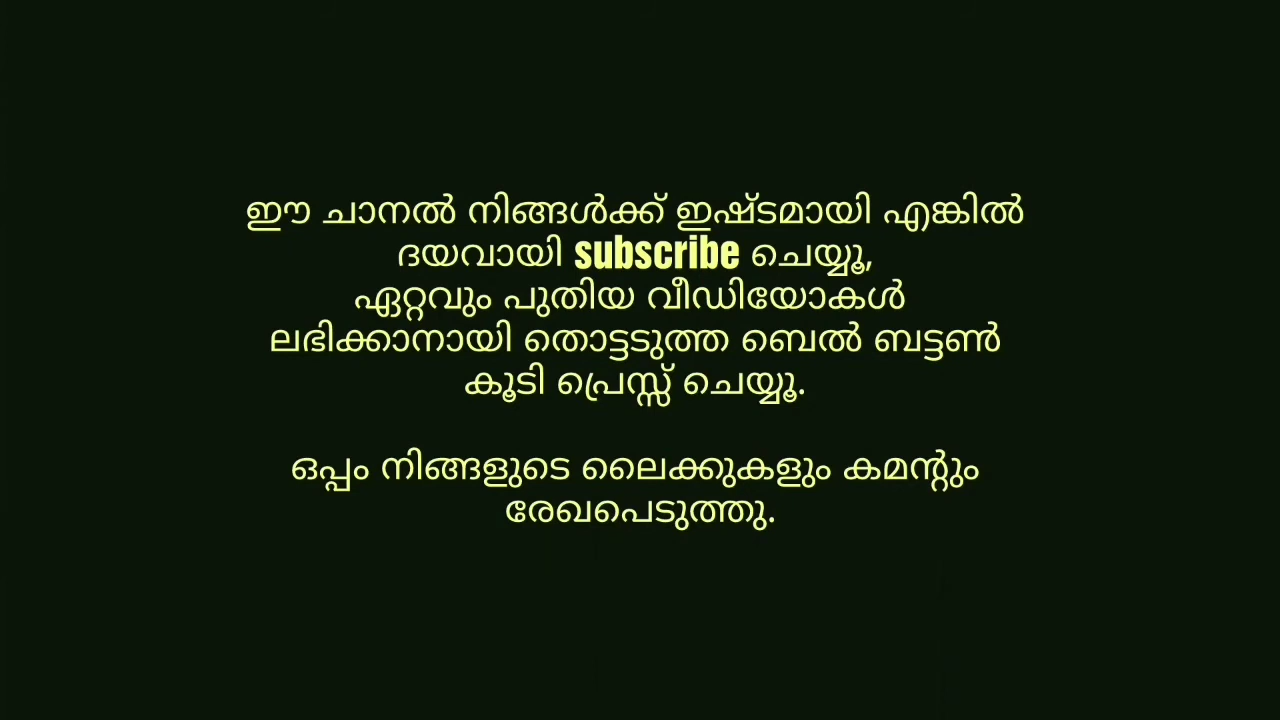 ഈ ചാനൽ നിങ്ങൾക്ക് ഇഷ്ടമായി എങ്കിൽ
ദയവായി subscribe ചെയ്യൂ,
ഏറ്റവും പുതിയ വീഡിയോകൾ
ലഭിക്കാനായി തൊട്ടടുത്ത ബെൽ ബട്ടൺ
കൂടി പ്രെസ്സ് ചെയ്യൂ.
ഒപ്പം നിങ്ങളുടെ ലൈക്കുകളും കമന്റും
രേഖപെടുത്തു.